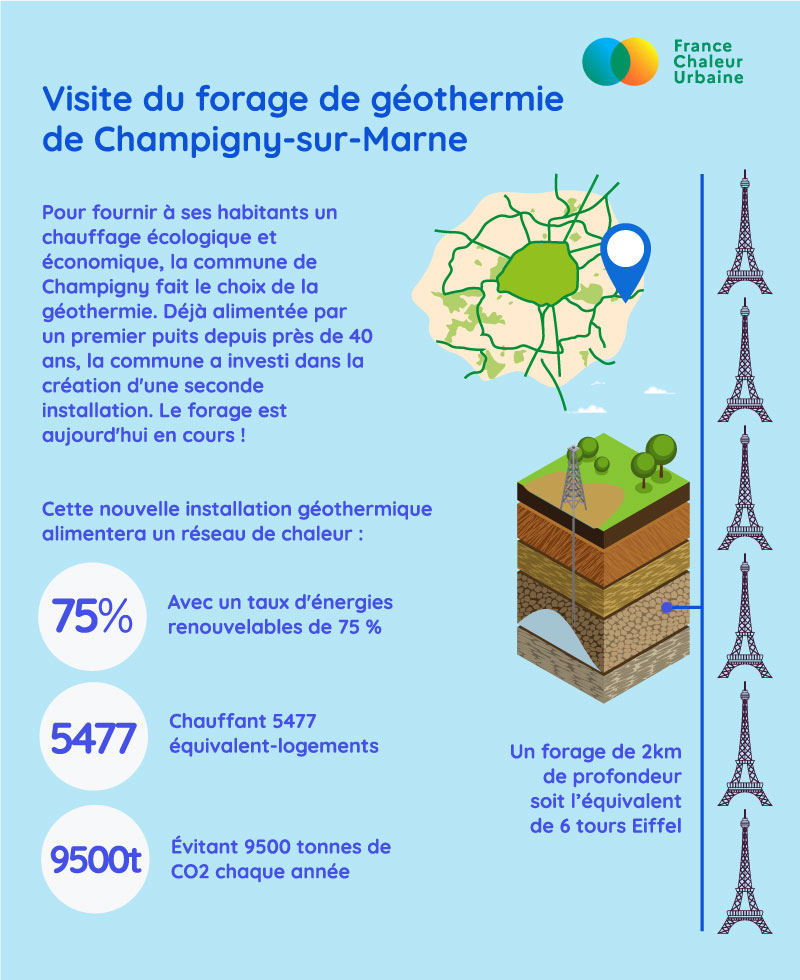 France
Chaleur
Urbaine
Visite du forage de géothermie
de Champigny-sur-Marne
Pour fournir à ses habitants un
chauffage écologique et
économique, la commune de
Champigny fait le choix de la
géothermie. Déjà alimentée par
un premier puits depuis près de 40
ans, la commune a investi dans la
création d'une seconde
installation. Le forage est
aujourd'hui en cours !
Cette nouvelle installation géothermique
alimentera un réseau de chaleur :
75%
Avec un taux d'énergies
renouvelables de 75 %
5477
Chauffant 5477
équivalent-logements
9500t
Évitant 9500 tonnes de
CO2 chaque année
Un forage de 2km
de profondeur
soit l’équivalent
de 6 tours Eiffel